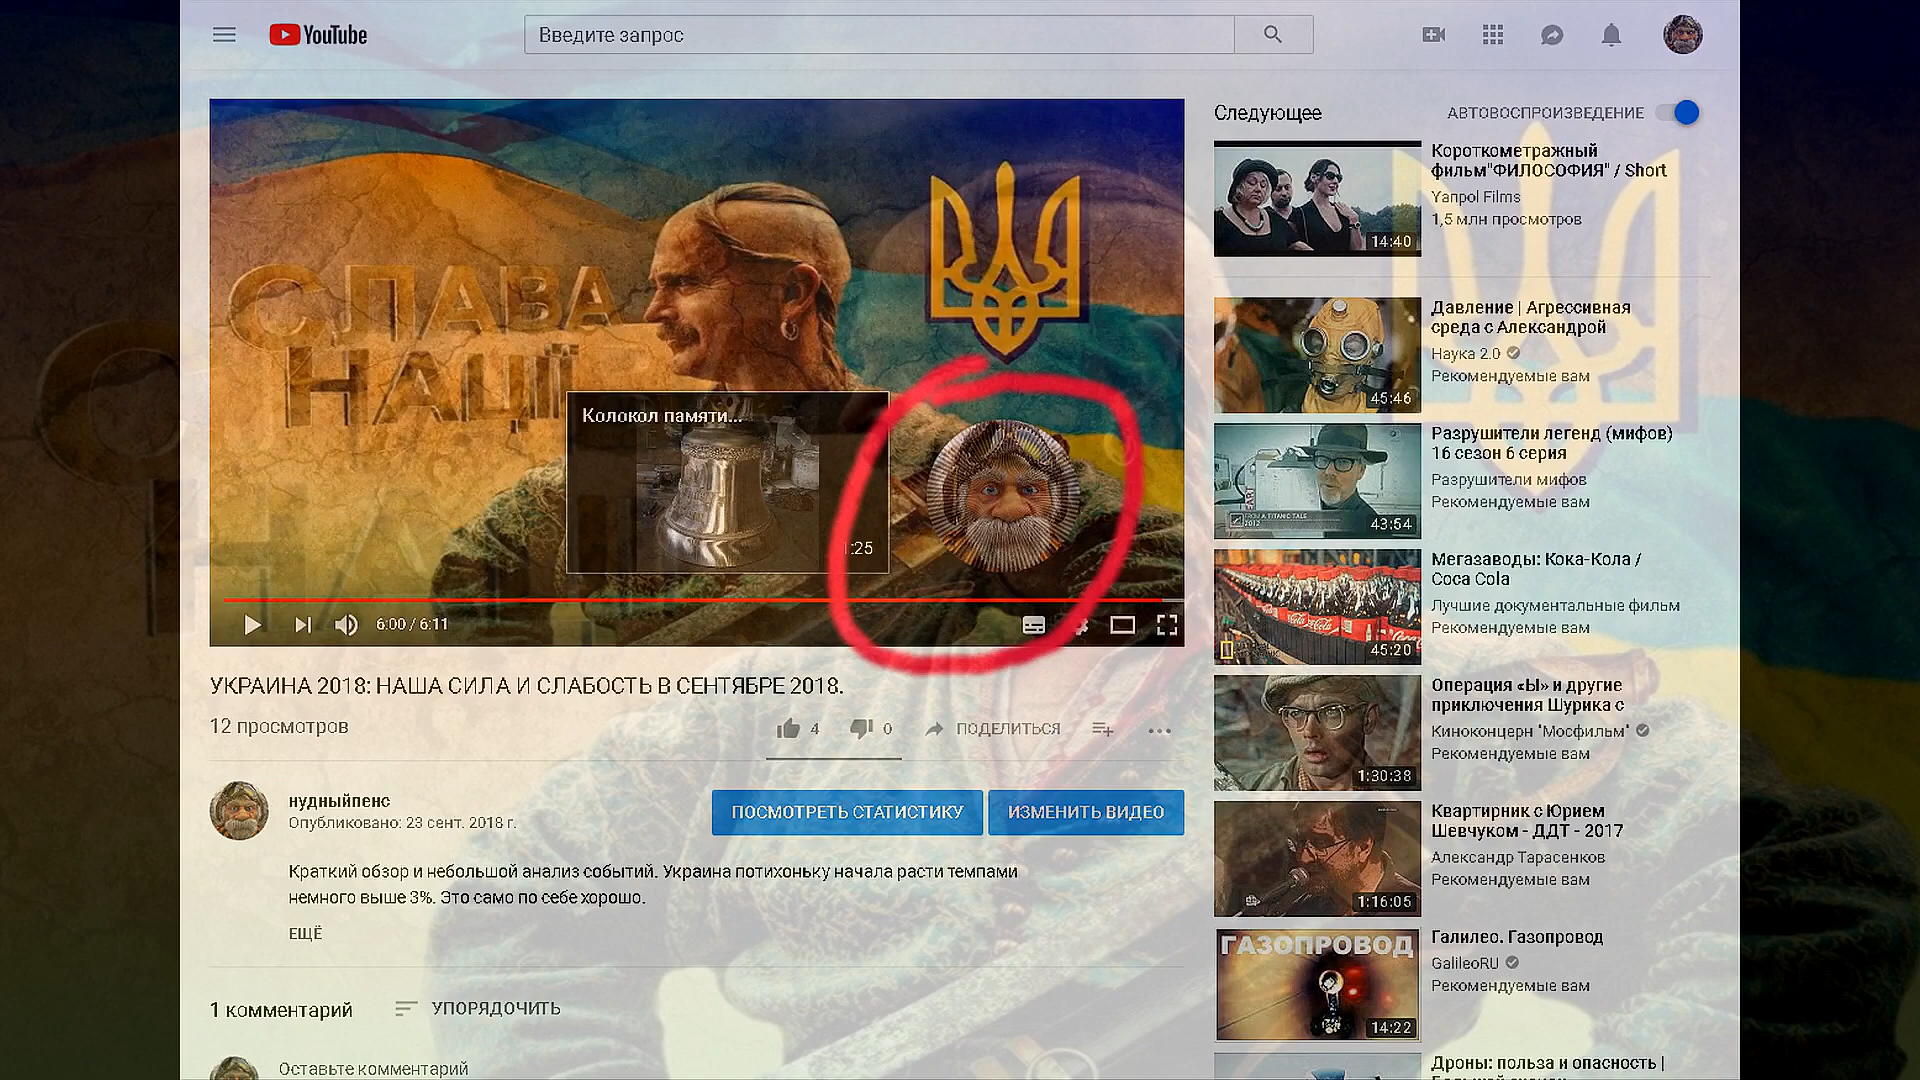 YouTube
Введите запрос
СЛАВА
НАЦІЇ
Колокол памяти...
:25
6:00 / 6:11
УКРАИНА 2018: НАША СИЛА И СЛАБОСТЬ В СЕНТЯБРЕ 2018.
12 просмотров
4
0
ПОДЕЛИТЬСЯ
нудныйпенс
Опубликовано: 23 сент. 2018 г.
ПОСМОТРЕТЬ СТАТИСТИКУ
ИЗМЕНИТЬ ВИДЕО
Краткий обзор и небольшой анализ событий. Украина потихоньку начала расти темпами
немного выше 3%. Это само по себе хорошо.
ЕЩЁ
1 комментарий
УПОРЯДОЧИТЬ
Оставьте комментарий
Следующее
АВТОВОСПРОИЗВЕДЕНИЕ
Короткометражный
фильм"ФИЛОСОФИЯ" / Short
Yanpol Films
1,5 млн просмотров
14:40
Давление | Агрессивная
среда с Александрой
Наука 2.0
Рекомендуемые вам
45:46
Разрушители легенд (мифов)
16 сезон 6 серия
Разрушители мифов
Рекомендуемые вам
FROM A TITANIC TALE
2012
43:54
Мегазаводы: Кока-Кола /
Coca Cola
Лучшие документальные фильм
Рекомендуемые вам
45:20
Операция «Ы» и другие
приключения Шурика с
Киноконцерн "Мосфильм"
Рекомендуемые вам
1:30:38
Квартирник с Юрием
Шевчуком - ДДТ - 2017
Александр Тарасенков
Рекомендуемые вам
1:16:05
ГАЗОПРОВОД
Галилео. Газопровод
GalileoRU
Рекомендуемые вам
14:22
Дроны: польза и опасность |